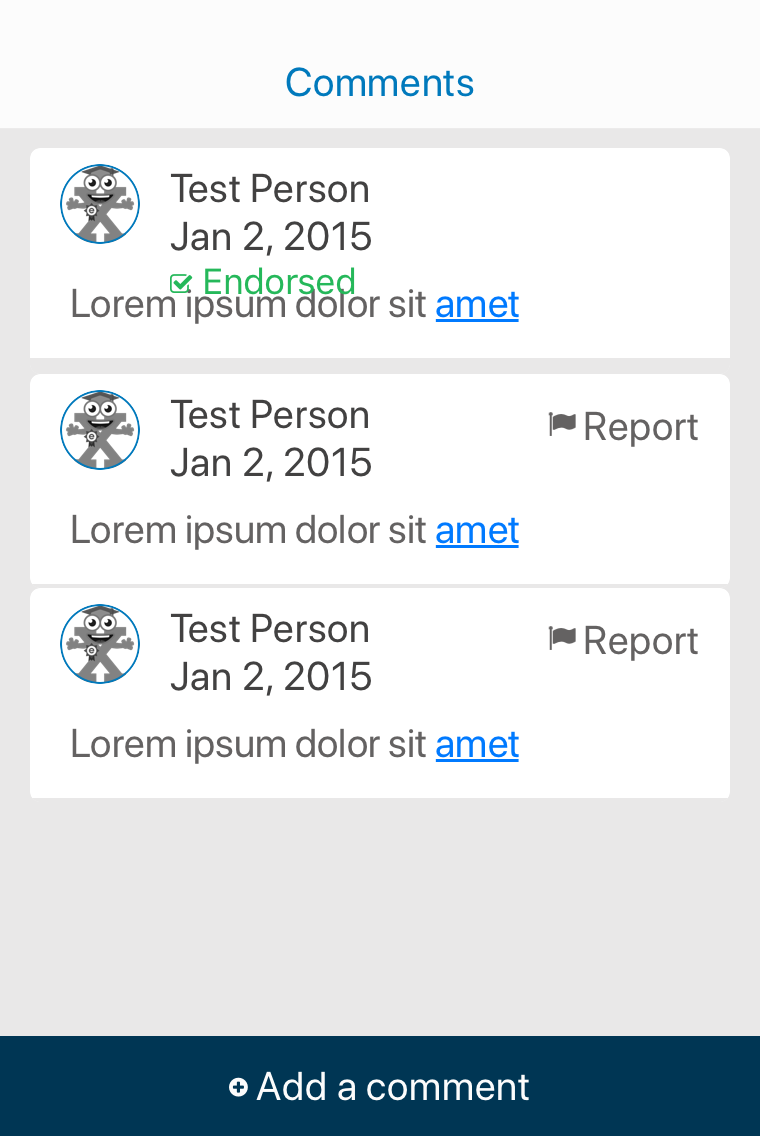 Comments
Test Person
Jan 2, 2015
Endorsed
Lorem ipsum dolor sit amet
Test Person
Report
Jan 2, 2015
Lorem ipsum dolor sit amet
Test Person
Report
Jan 2, 2015
Lorem ipsum dolor sit amet
Add a comment